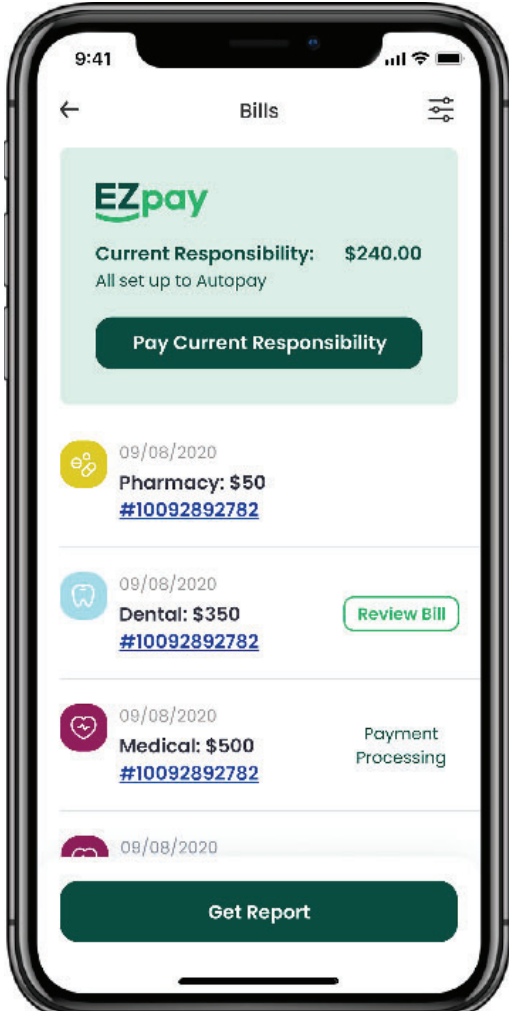 9:41
Bills
EZpay
Current Responsibility: $240.00
All set up to Autopay
Pay Current Responsibility
09/08/2020
Pharmacy: $50
#10092892782
09/08/2020
Dental: $350
#10092892782
Review Bill
09/08/2020
Medical: $500
#10092892782
Payment
Processing
09/08/2020
Get Report